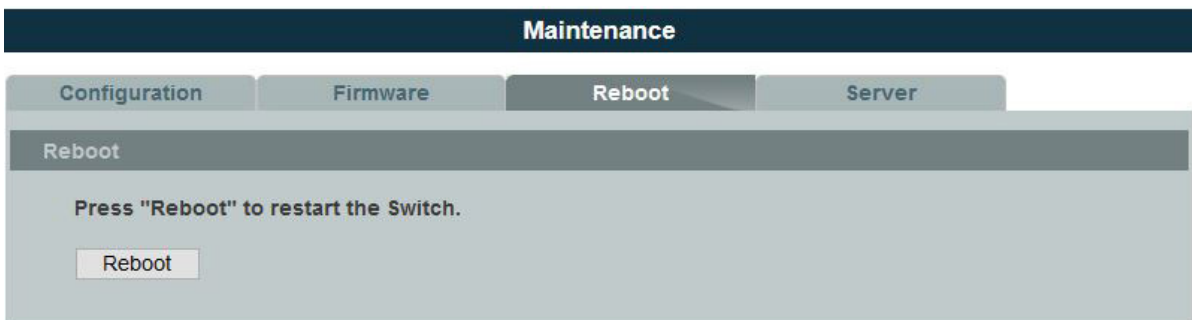 Maintenance
Configuration Firmware Reboot Server
Reboot
Press "Reboot" to restart the Switch.
Reboot